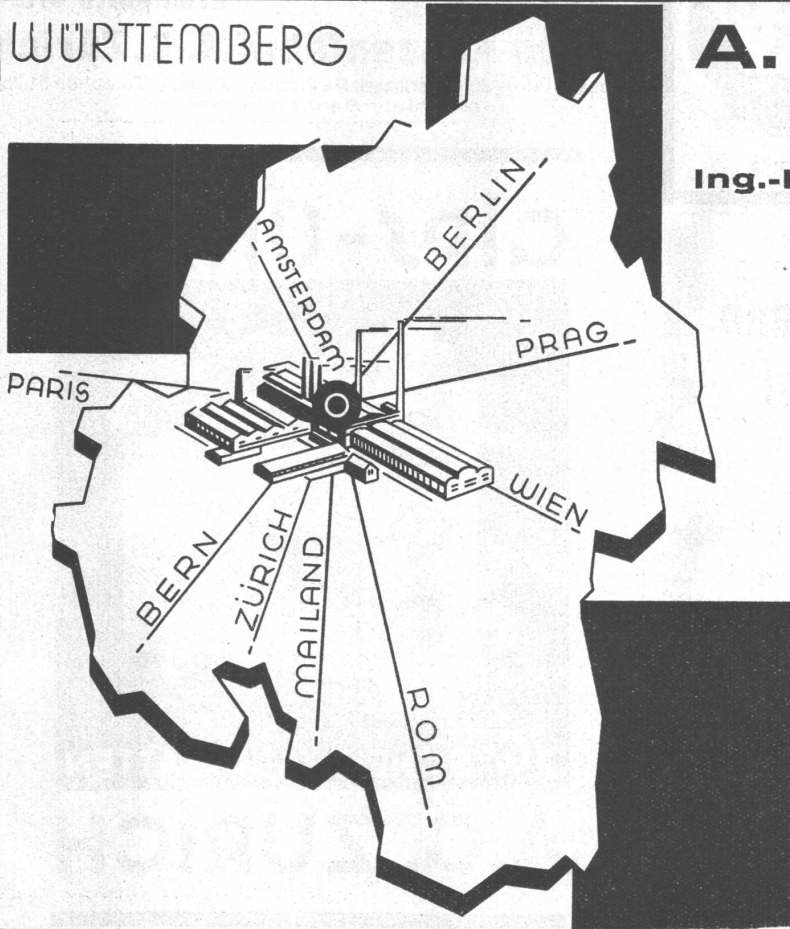 WÜRTTEMBERG
A.
Ing.-
AMSTERDAM
BERLIN
PRAG
PARIS
WIEN
BERN
ZÜRICH
MAILAND
ROM